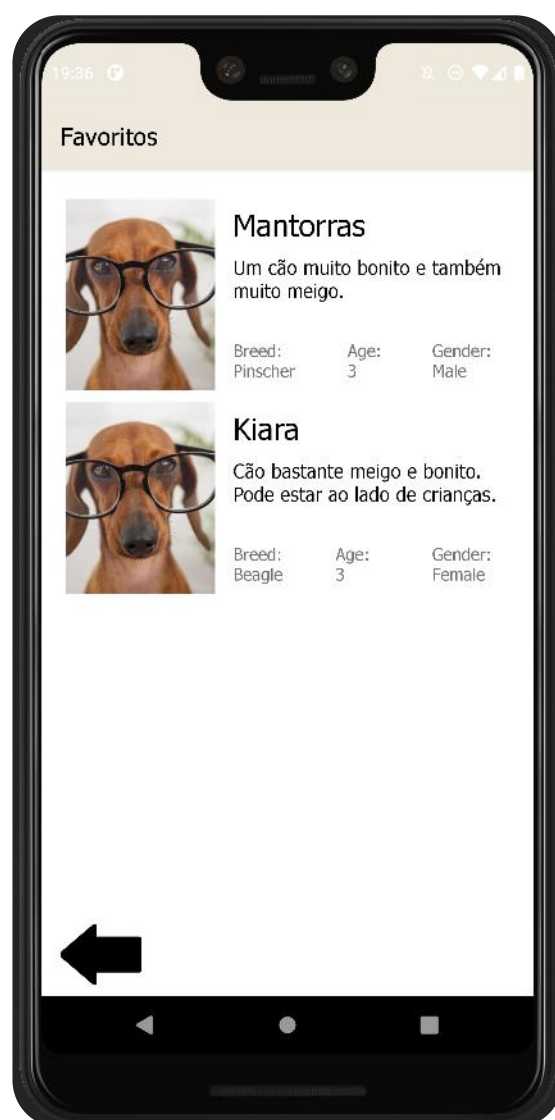 19:36
Favoritos
Mantorras
Um cão muito bonito e também
muito meigo.
Breed: Age: Gender:
Pinscher 3 Male
Kiara
Cão bastante meigo e bonito.
Pode estar ao lado de crianças.
Breed: Age: Gender:
Beagle 3 Female